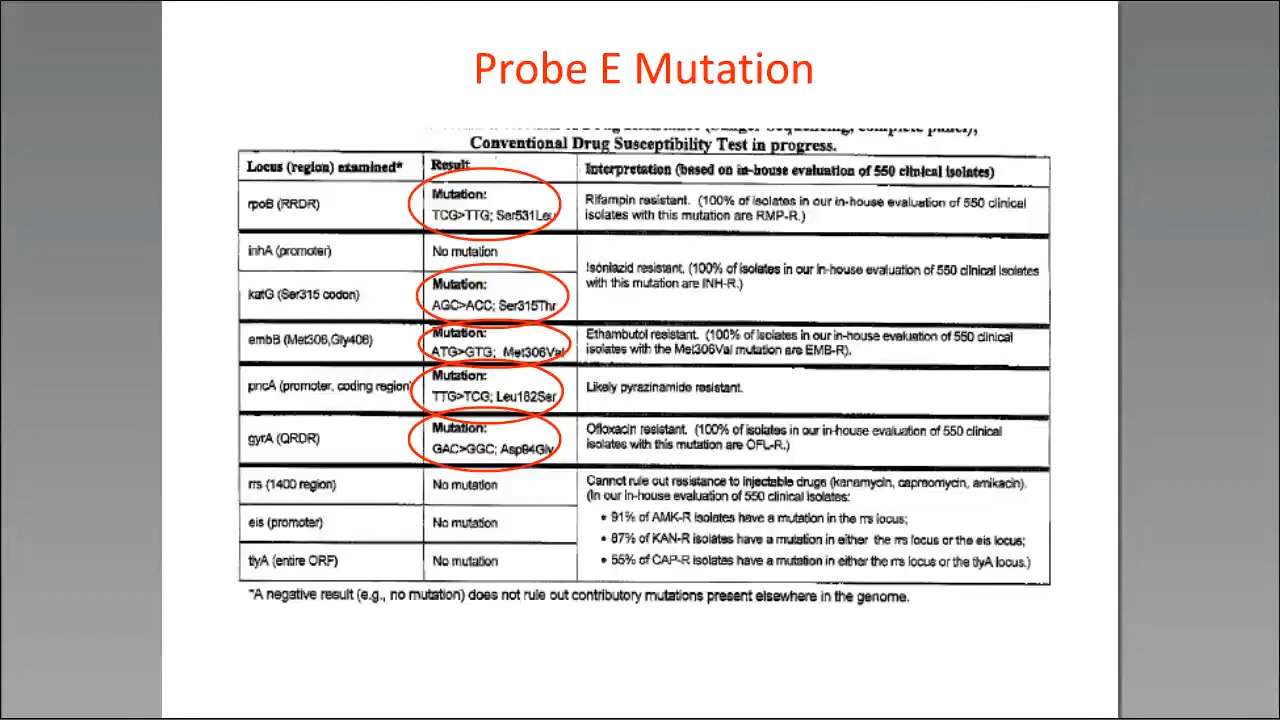 Probe E Mutation
Drug Resistance (Sanger Sequencing, complete panel),
Conventional Drug Susceptibility Test in progress.
Locus (region) examined* Result Interpretation (based on in-house evaluation of 550 clinical isolates)
rpoB (RRDR)
Mutation:
TCG>TTG; Ser531Leu
Rifampin resistant. (100% of isolates in our in-house evaluation of 550 clinical
isolates with this mutation are RMP-R.)
inhA (promoter)
No mutation
Isoniazid resistant. (100% of isolates in our in-house evaluation of 550 clinical isolates
with this mutation are INH-R.)
katG (Ser315 codon)
Mutation:
AGC>ACC; Ser315Thr
embB (Met306,Gly406)
Mutation:
ATG>GTG; Met306Val
Ethambutol resistant. (100% of isolates in our in-house evaluation of 550 clinical
isolates with the Met306Val mutation are EMB-R).
pncA (promoter, coding region)
Mutation:
TTG>TCG; Leu182Ser
Likely pyrazinamide resistant.
gyrA (QRDR)
Mutation:
GAC>GGC; Asp94Gly
Ofloxacin resistant. (100% of isolates in our in-house evaluation of 550 clinical
isolates with this mutation are OFL-R.)
rrs (1400 region)
No mutation
Cannot rule out resistance to injectable drugs (kanamycin, capreomycin, amikacin).
(In our in-house evaluation of 550 clinical isolates:
• 91% of AMK-R isolates have a mutation in the rrs locus;
eis (promoter)
No mutation
• 87% of KAN-R isolates have a mutation in either the rrs locus or the eis locus;
tlyA (entire ORF)
No mutation
• 55% of CAP-R isolates have a mutation in either the rrs locus or the tlyA locus.)
*A negative result (e.g., no mutation) does not rule out contributory mutations present elsewhere in the genome.